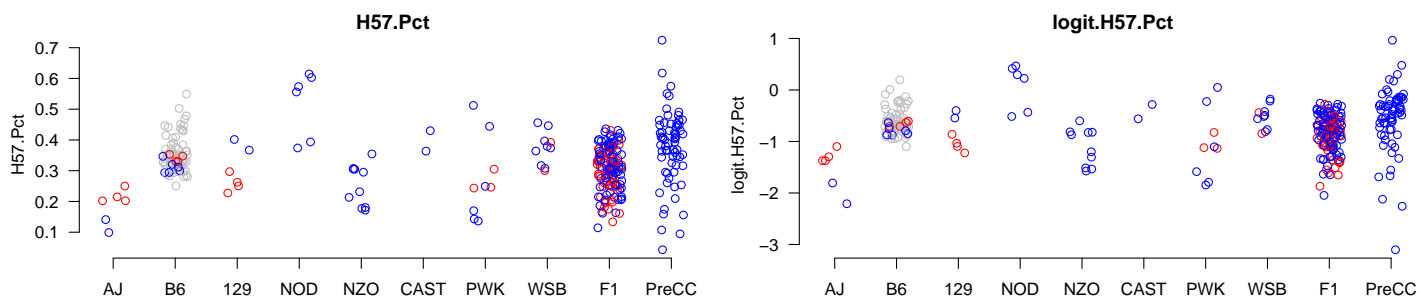 H57.Pct
H57.Pct
0.7
0.6
0.5
0.4
0.3
0.2
0.1
AJ B6 129 NOD NZO CAST PWK WSB F1 PreCC
logit.H57.Pct
logit.H57.Pct
1
0
−1
−2
−3
AJ B6 129 NOD NZO CAST PWK WSB F1 PreCC